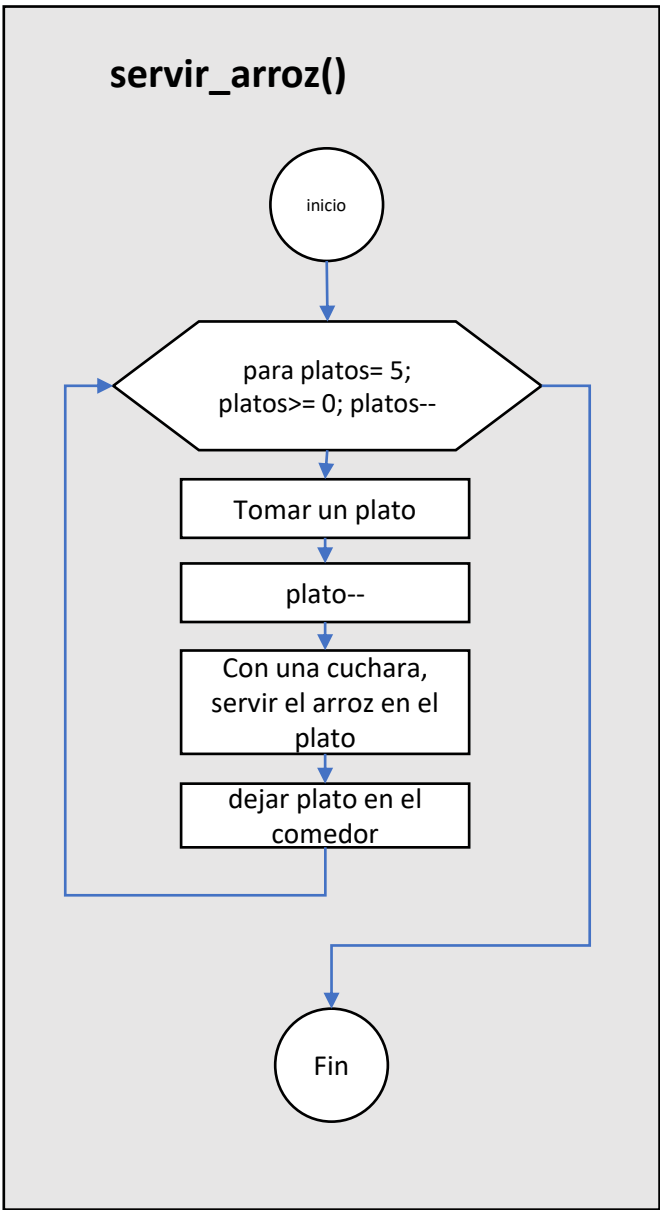 servir_arroz()
inicio
para platos= 5;
platos>= 0; platos--
Tomar un plato
plato--
Con una cuchara,
servir el arroz en el
plato
dejar plato en el
comedor
Fin